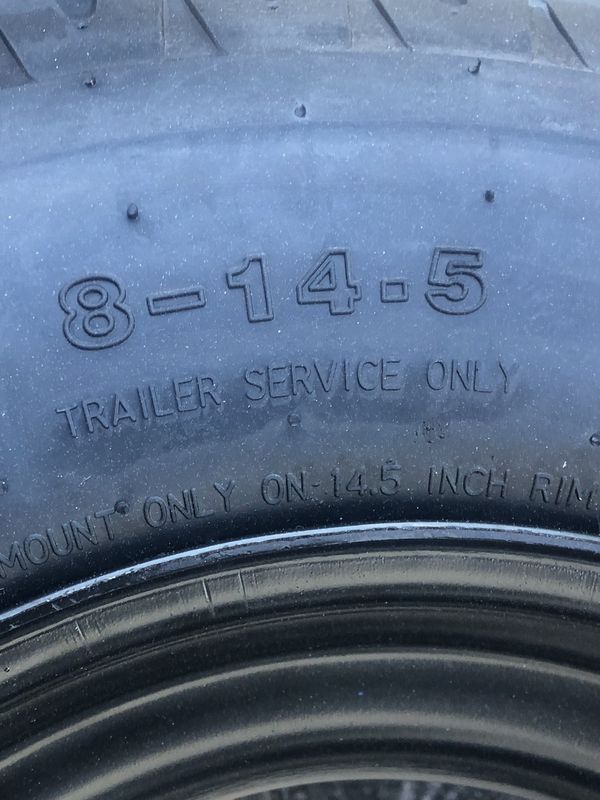 8-14.5
TRAILER SERVICE ONLY
MOUNT ONLY ON 14.5 INCH RIM